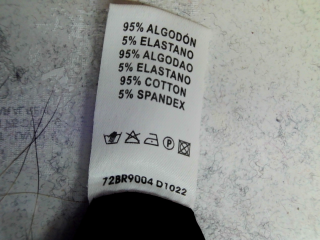 95% ALGODÓN
5% ELASTANO
95% ALGODAO
5% ELASTANO
95% COTTON
5% SPANDEX
P
72BR9004 D1022